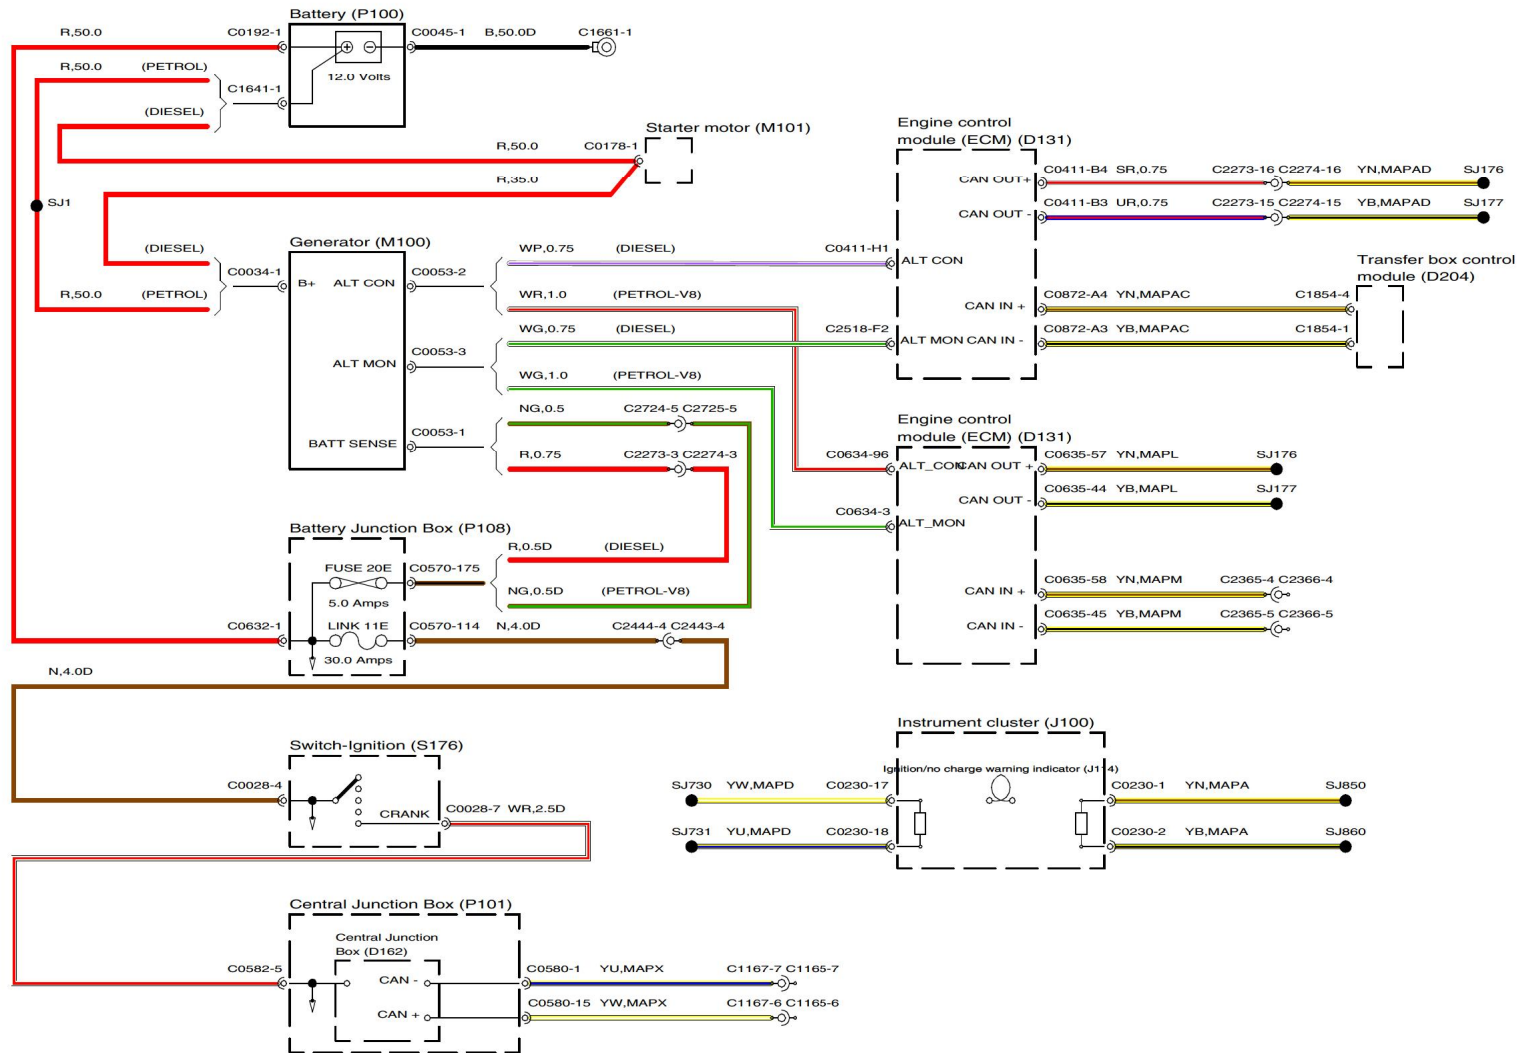 Battery (P100)
R,50.0
C0192-1
C0045-1
B,50.0D
C1661-1
R,50.0
(PETROL)
12.0 Volts
C1641-1
(DIESEL)
Starter motor (M101)
R,50.0
C0178-1
R,35.0
SJ1
Engine control
module (ECM) (D131)
CAN OUT+
C0411-B4
SR,0.75
C2273-16
C2274-16
YN,MAPAD
SJ176
CAN OUT -
C0411-B3
UR,0.75
C2273-15
C2274-15
YB,MAPAD
SJ177
(DIESEL)
Generator (M100)
WP,0.75
(DIESEL)
C0411-H1
ALT CON
Transfer box control
module (D204)
C0034-1
B+
ALT CON
C0053-2
R,50.0
(PETROL)
WR,1.0
(PETROL-V8)
CAN IN +
C0872-A4
YN,MAPAC
C1854-4
WG,0.75
(DIESEL)
C2518-F2
ALT MON
CAN IN -
C0872-A3
YB,MAPAC
C1854-1
ALT MON
C0053-3
WG,1.0
(PETROL-V8)
NG,0.5
C2724-5
C2725-5
BATT SENSE
C0053-1
R,0.75
C2273-3
C2274-3
Engine control
module (ECM) (D131)
C0634-96
ALT_CON
CAN OUT +
C0635-57
YN,MAPL
SJ176
CAN OUT -
C0635-44
YB,MAPL
SJ177
C0634-3
ALT_MON
Battery Junction Box (P108)
R,0.5D
(DIESEL)
FUSE 20E
C0570-175
5.0 Amps
NG,0.5D
(PETROL-V8)
CAN IN +
C0635-58
YN,MAPM
C2365-4
C2366-4
C0632-1
LINK 11E
C0570-114
N,4.0D
C2444-4
C2443-4
CAN IN -
C0635-45
YB,MAPM
C2365-5
C2366-5
30.0 Amps
N,4.0D
Switch-Ignition (S176)
C0028-4
CRANK
C0028-7
WR,2.5D
Instrument cluster (J100)
Ignition/no charge warning indicator (J114)
SJ730
YW,MAPD
C0230-17
C0230-1
YN,MAPA
SJ850
SJ731
YU,MAPD
C0230-18
C0230-2
YB,MAPA
SJ860
Central Junction Box (P101)
Central Junction
Box (D162)
C0582-5
CAN -
C0580-1
YU,MAPX
C1167-7
C1165-7
CAN +
C0580-15
YW,MAPX
C1167-6
C1165-6